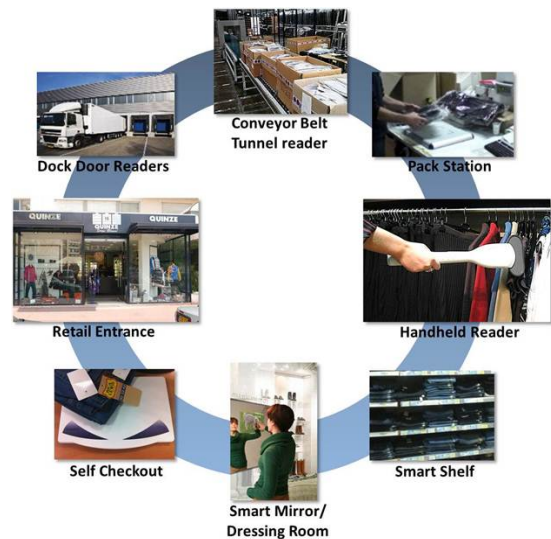 Conveyor Belt
Tunnel reader
Pack Station
Handheld Reader
Smart Shelf
Smart Mirror/
Dressing Room
Self Checkout
Retail Entrance
QUINZE
QUINZE
Dock Door Readers